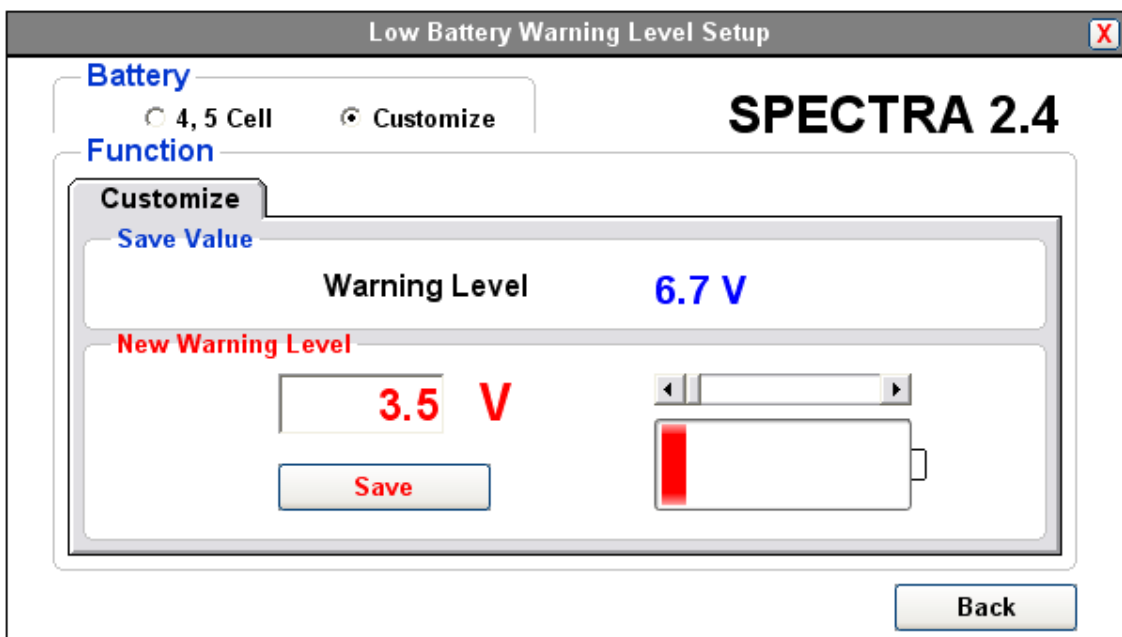 Low Battery Warning Level Setup
X
Battery
4, 5 Cell
Customize
SPECTRA 2.4
Function
Customize
Save Value
Warning Level
6.7 V
New Warning Level
3.5 V
Save
Back